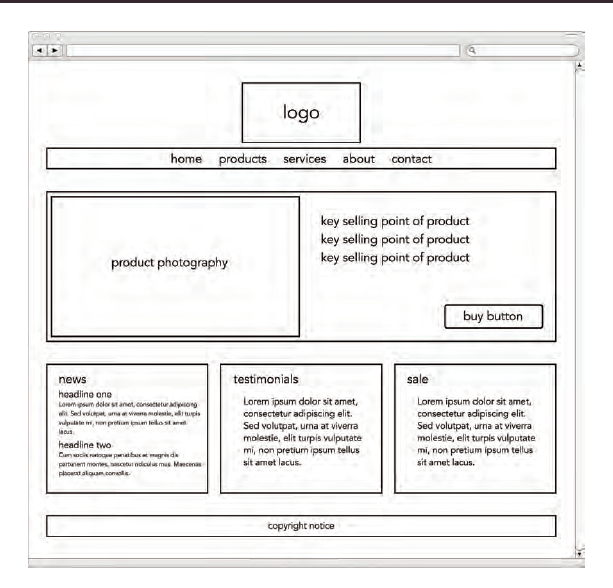 logo
home products services about contact
product photography
key selling point of product
key selling point of product
key selling point of product
buy button
news
headline one
Lorem ipsum dolor sit amet, consectetur adipiscing
elit. Sed volutpat, urna at viverra molestie, elit turpis
vulputate mi, non pretium ipsum tellus sit amet
lacus.
headline two
Cum sociis natoque penatibus et magnis dis
parturient montes, nascetur ridiculus mus. Maecenas
placerat aliquam convallis.
testimonials
Lorem ipsum dolor sit amet,
consectetur adipiscing elit.
Sed volutpat, urna at viverra
molestie, elit turpis vulputate
mi, non pretium ipsum tellus
sit amet lacus.
sale
Lorem ipsum dolor sit amet,
consectetur adipiscing elit.
Sed volutpat, urna at viverra
molestie, elit turpis vulputate
mi, non pretium ipsum tellus
sit amet lacus.
copyright notice